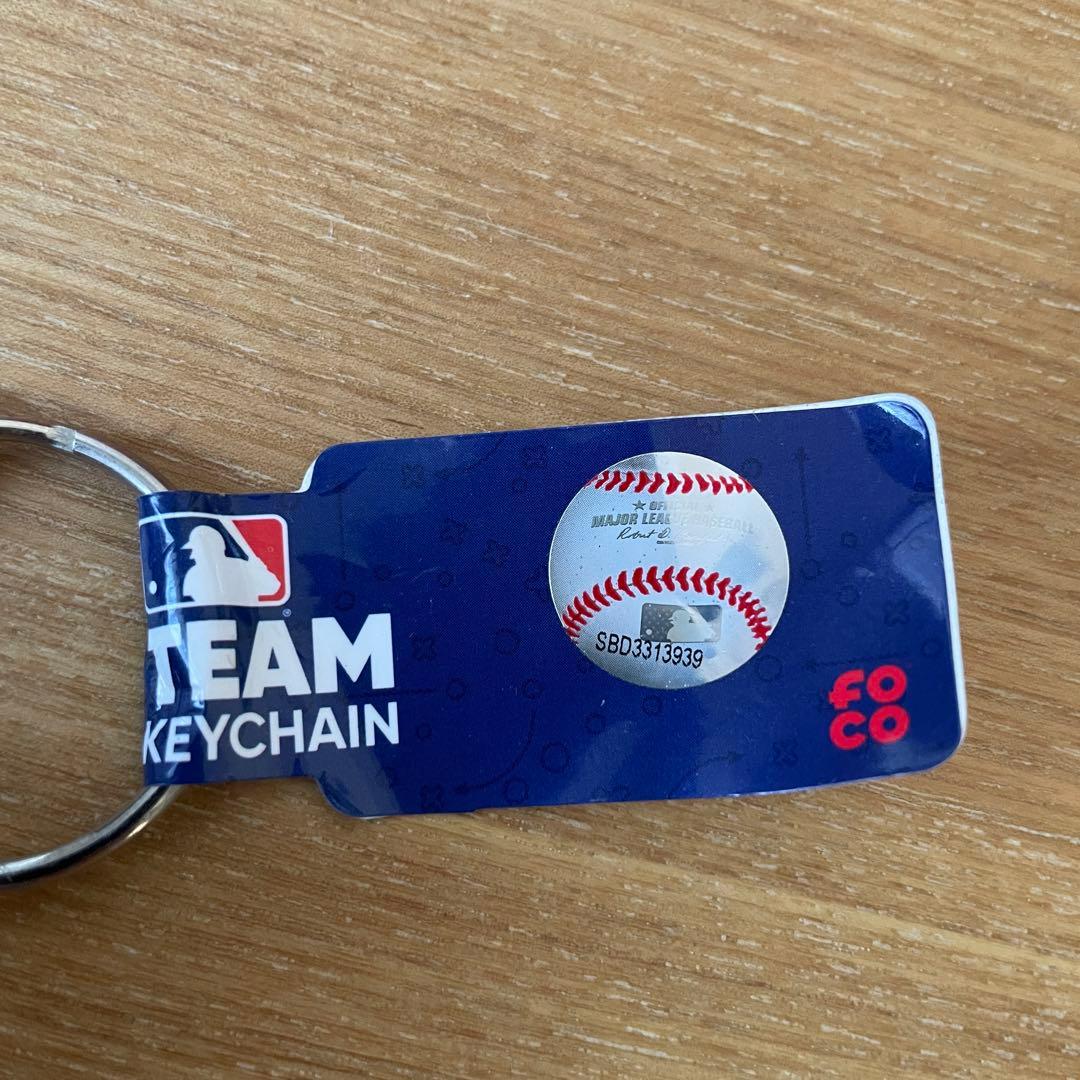 TEAM
KEYCHAIN
OFFICIAL
MAJOR LEAGUE BASEBALL
SBD3313939
FO
CO